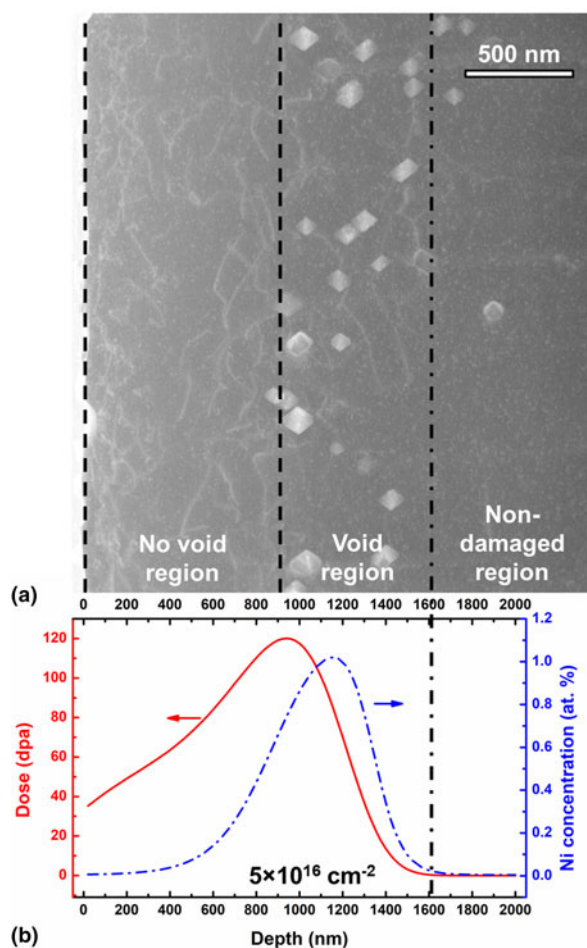 500 nm
No void
region
Void
region
Non-
damaged
region
(a)
0 200 400 600 800 1000 1200 1400 1600 1800 2000
Dose (dpa)
120
100
80
60
40
20
0
1.2
1.0
0.8
0.6
0.4
0.2
0.0
Ni concentration (at. %)
5×10¹⁶ cm⁻²
0 200 400 600 800 1000 1200 1400 1600 1800 2000
(b)
Depth (nm)